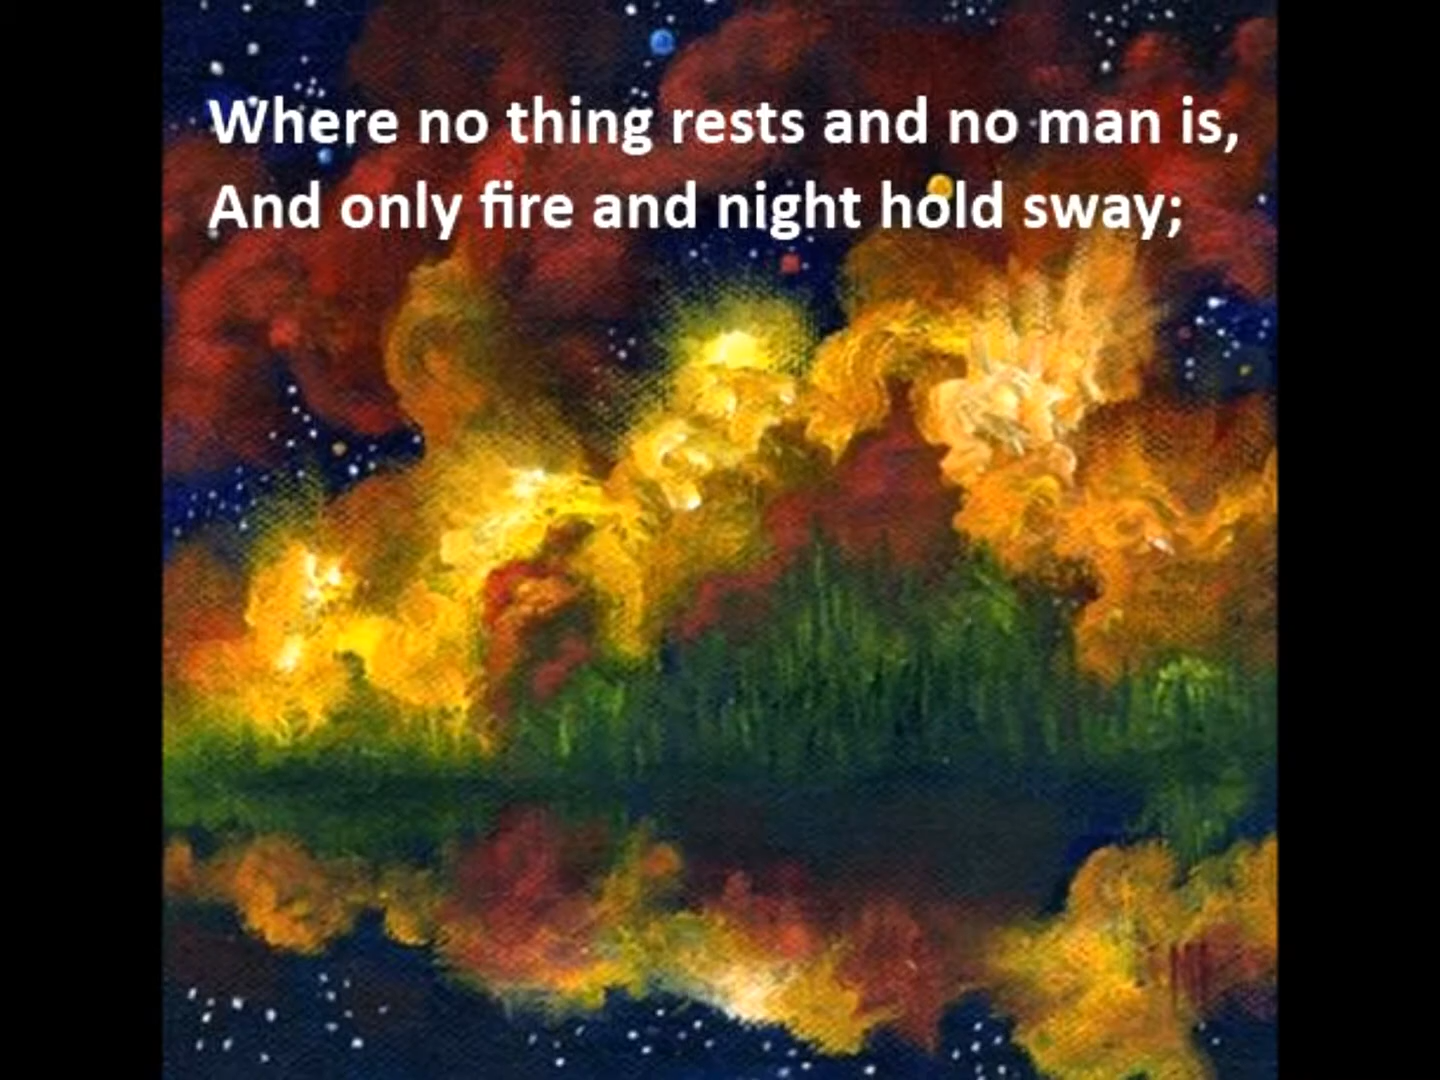 Where no thing rests and no man is,
And only fire and night hold sway;